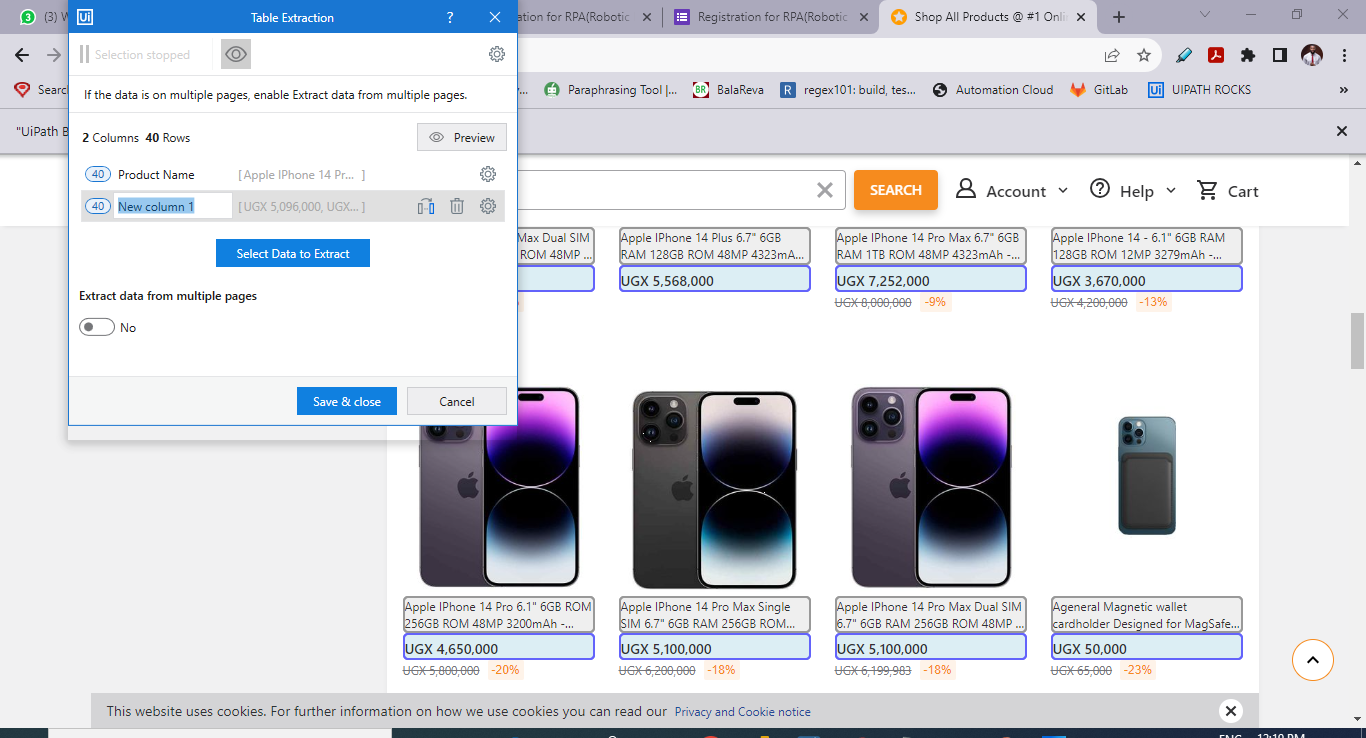 (3) W
Ui Table Extraction ?
ation for RPA(Robotic
Registration for RPA(Robotic
Shop All Products @ #1 Onli
Selection stopped
Searc
Paraphrasing Tool |...
BR BalaReva
R regex101: build, tes...
Automation Cloud
GitLab
Ui UIPATH ROCKS
»
If the data is on multiple pages, enable Extract data from multiple pages.
"UiPath B
2 Columns 40 Rows
Preview
40 Product Name [ Apple IPhone 14 Pr... ]
40 New column 1 [ UGX 5,096,000, UGX... ]
Select Data to Extract
Extract data from multiple pages
No
Save & close
Cancel
SEARCH
Account
Help
Cart
Max Dual SIM
ROM 48MP ...
Apple IPhone 14 Plus 6.7" 6GB
RAM 128GB ROM 48MP 4323mA...
UGX 5,568,000
Apple IPhone 14 Pro Max 6.7" 6GB
RAM 1TB ROM 48MP 4323mAh -...
UGX 7,252,000
UGX 8,000,000 -9%
Apple IPhone 14 - 6.1" 6GB RAM
128GB ROM 12MP 3279mAh -...
UGX 3,670,000
UGX 4,200,000 -13%
Apple IPhone 14 Pro 6.1" 6GB ROM
256GB ROM 48MP 3200mAh -...
UGX 4,650,000
UGX 5,800,000 -20%
Apple IPhone 14 Pro Max Single
SIM 6.7" 6GB RAM 256GB ROM...
UGX 5,100,000
UGX 6,200,000 -18%
Apple IPhone 14 Pro Max Dual SIM
6.7" 6GB RAM 256GB ROM 48MP ...
UGX 5,100,000
UGX 6,199,983 -18%
Ageneral Magnetic wallet
cardholder Designed for MagSafe...
UGX 50,000
UGX 65,000 -23%
This website uses cookies. For further information on how we use cookies you can read our Privacy and Cookie notice
ENG 12:19 PM